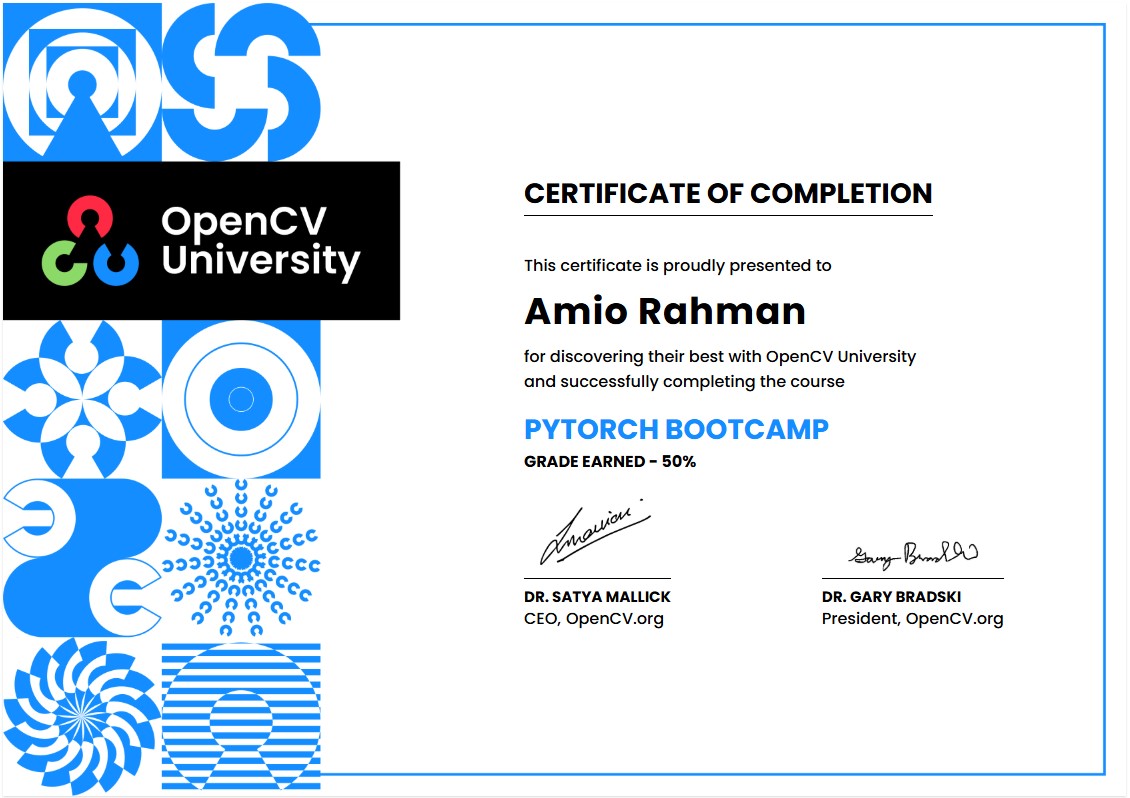 OpenCV
University
CERTIFICATE OF COMPLETION
This certificate is proudly presented to
Amio Rahman
for discovering their best with OpenCV University
and successfully completing the course
PYTORCH BOOTCAMP
GRADE EARNED - 50%
Gary Bradski
DR. SATYA MALLICK
CEO, OpenCV.org
DR. GARY BRADSKI
President, OpenCV.org